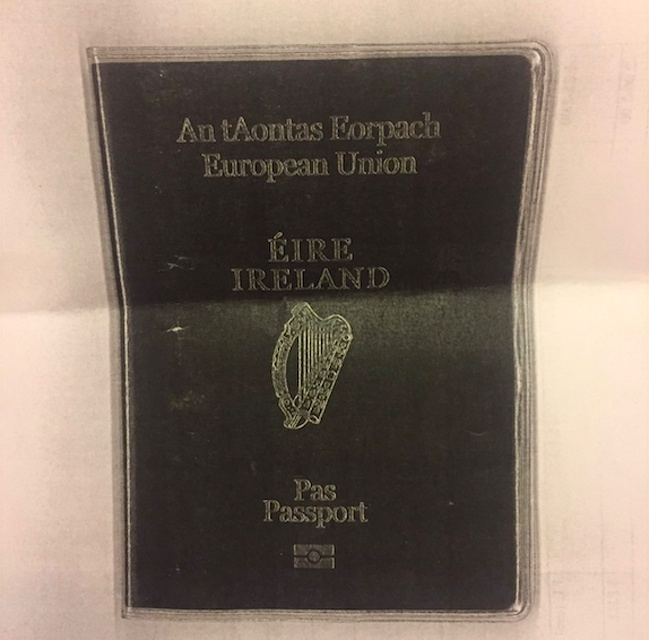 An tAontas Eorpach
European Union
ÉIRE
IRELAND
Pas
Passport